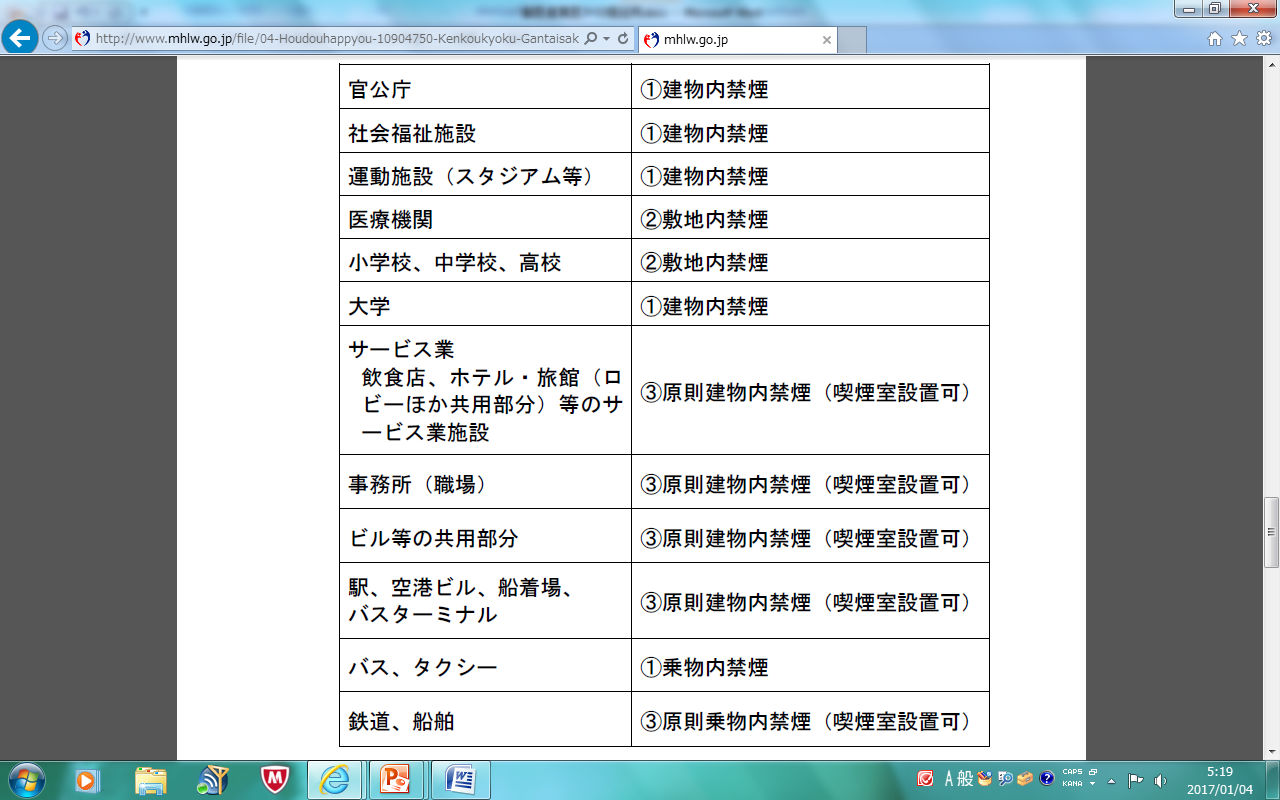 http://www.mhlw.go.jp/file/04-Houdouhappyou-10904750-Kenkoukyoku-Gantaisak
mhlw.go.jp
官公庁 ①建物内禁煙
社会福祉施設 ①建物内禁煙
運動施設（スタジアム等） ①建物内禁煙
医療機関 ②敷地内禁煙
小学校、中学校、高校 ②敷地内禁煙
大学 ①建物内禁煙
サービス業
飲食店、ホテル・旅館（ロ
ビーほか共用部分）等のサ
ービス業施設
③原則建物内禁煙（喫煙室設置可）
事務所（職場） ③原則建物内禁煙（喫煙室設置可）
ビル等の共用部分 ③原則建物内禁煙（喫煙室設置可）
駅、空港ビル、船着場、
バスターミナル
③原則建物内禁煙（喫煙室設置可）
バス、タクシー ①乗物内禁煙
鉄道、船舶 ③原則乗物内禁煙（喫煙室設置可）
A 般
CAPS
KANA
5:19
2017/01/04